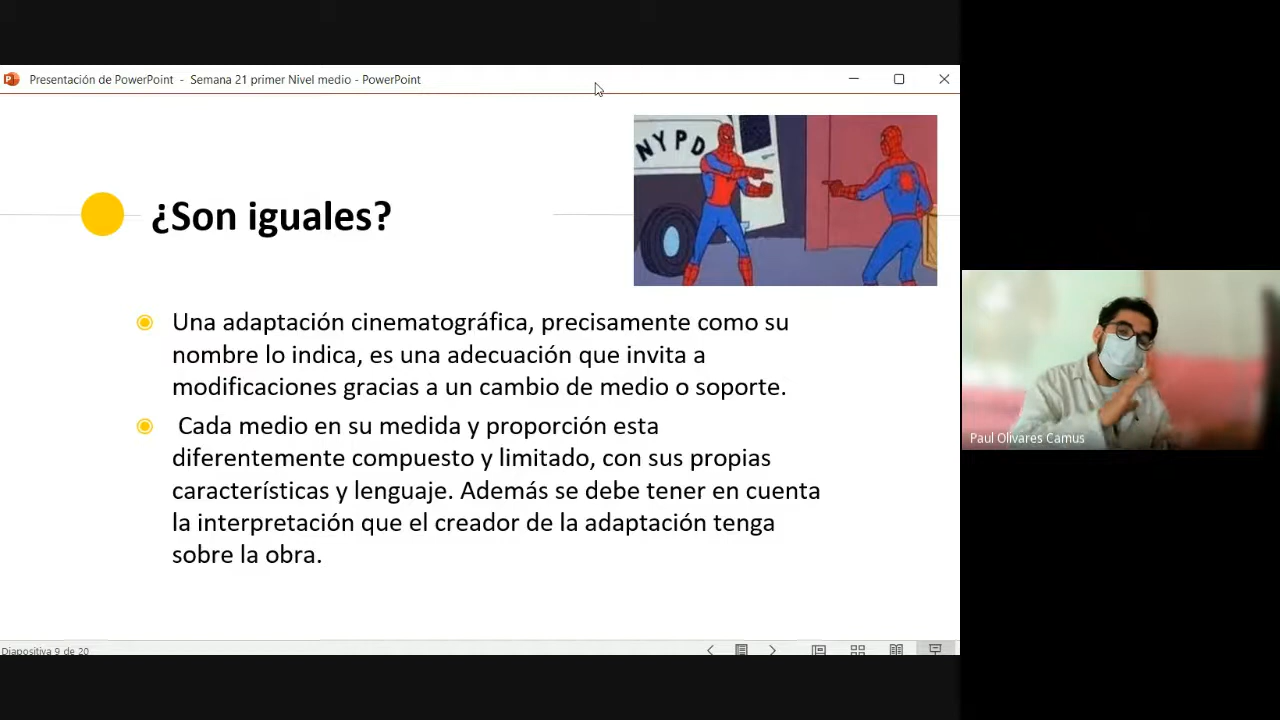 Presentación de PowerPoint - Semana 21 primer Nivel medio - PowerPoint
NYPD
¿Son iguales?
Una adaptación cinematográfica, precisamente como su
nombre lo indica, es una adecuación que invita a
modificaciones gracias a un cambio de medio o soporte.
Cada medio en su medida y proporción esta
diferentemente compuesto y limitado, con sus propias
características y lenguaje. Además se debe tener en cuenta
la interpretación que el creador de la adaptación tenga
sobre la obra.
Paul Olivares Camus
Diapositiva 9 de 20